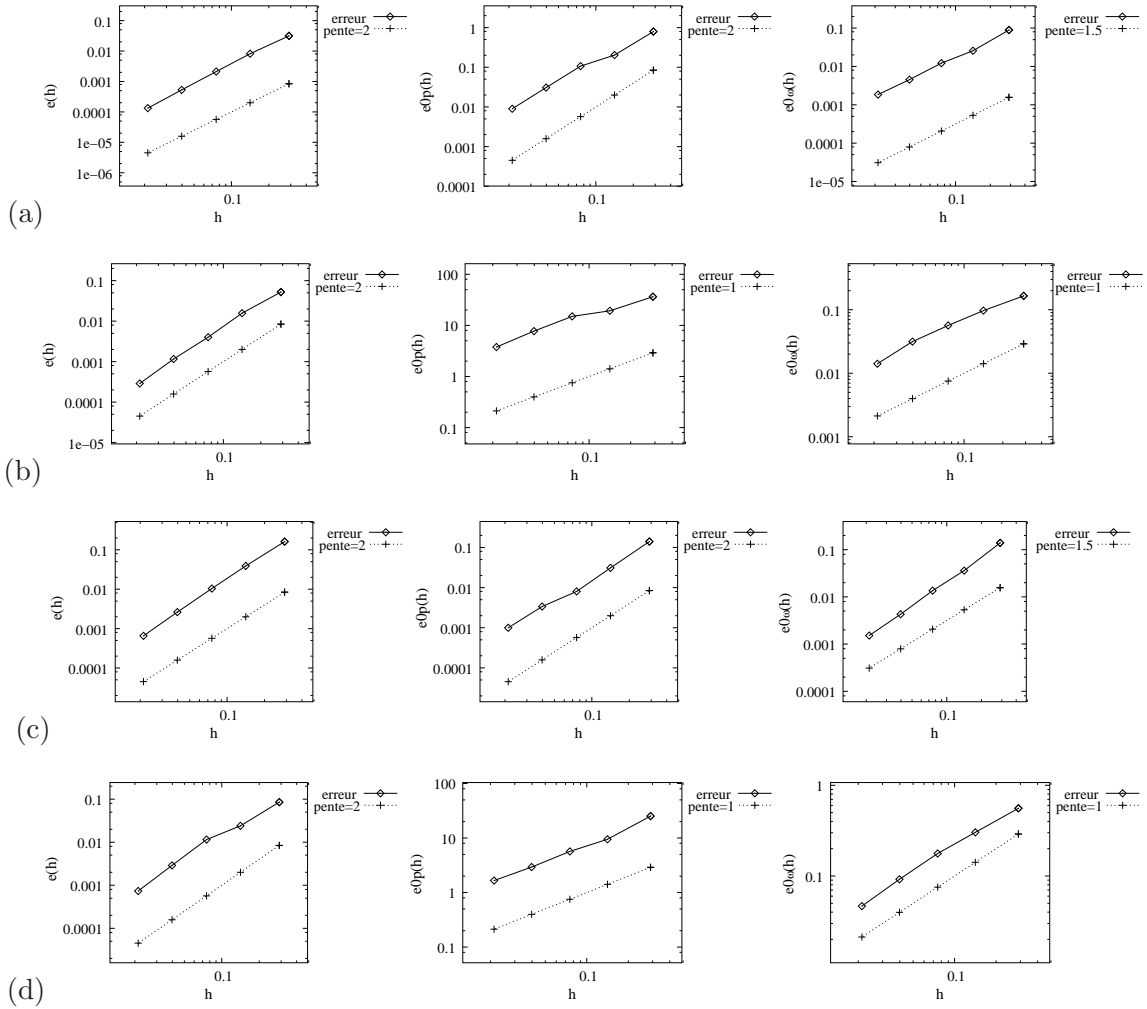 erreur
pente=2
0.1
0.01
0.001
0.0001
1e−05
1e−06
e(h)
0.1
h
erreur
pente=2
1
0.1
0.01
0.001
0.0001
e0p(h)
0.1
h
erreur
pente=1.5
0.1
0.01
0.001
0.0001
1e−05
e0ω(h)
0.1
h
(a)
erreur
pente=2
0.1
0.01
0.001
0.0001
1e−05
e(h)
0.1
h
erreur
pente=1
100
10
1
0.1
e0p(h)
0.1
h
erreur
pente=1
0.1
0.01
0.001
e0ω(h)
0.1
h
(b)
erreur
pente=2
0.1
0.01
0.001
0.0001
e(h)
0.1
h
erreur
pente=2
0.1
0.01
0.001
0.0001
e0p(h)
0.1
h
erreur
pente=1.5
0.1
0.01
0.001
0.0001
e0ω(h)
0.1
h
(c)
erreur
pente=2
0.1
0.01
0.001
0.0001
e(h)
0.1
h
erreur
pente=1
100
10
1
0.1
e0p(h)
0.1
h
erreur
pente=1
1
0.1
e0ω(h)
0.1
h
(d)